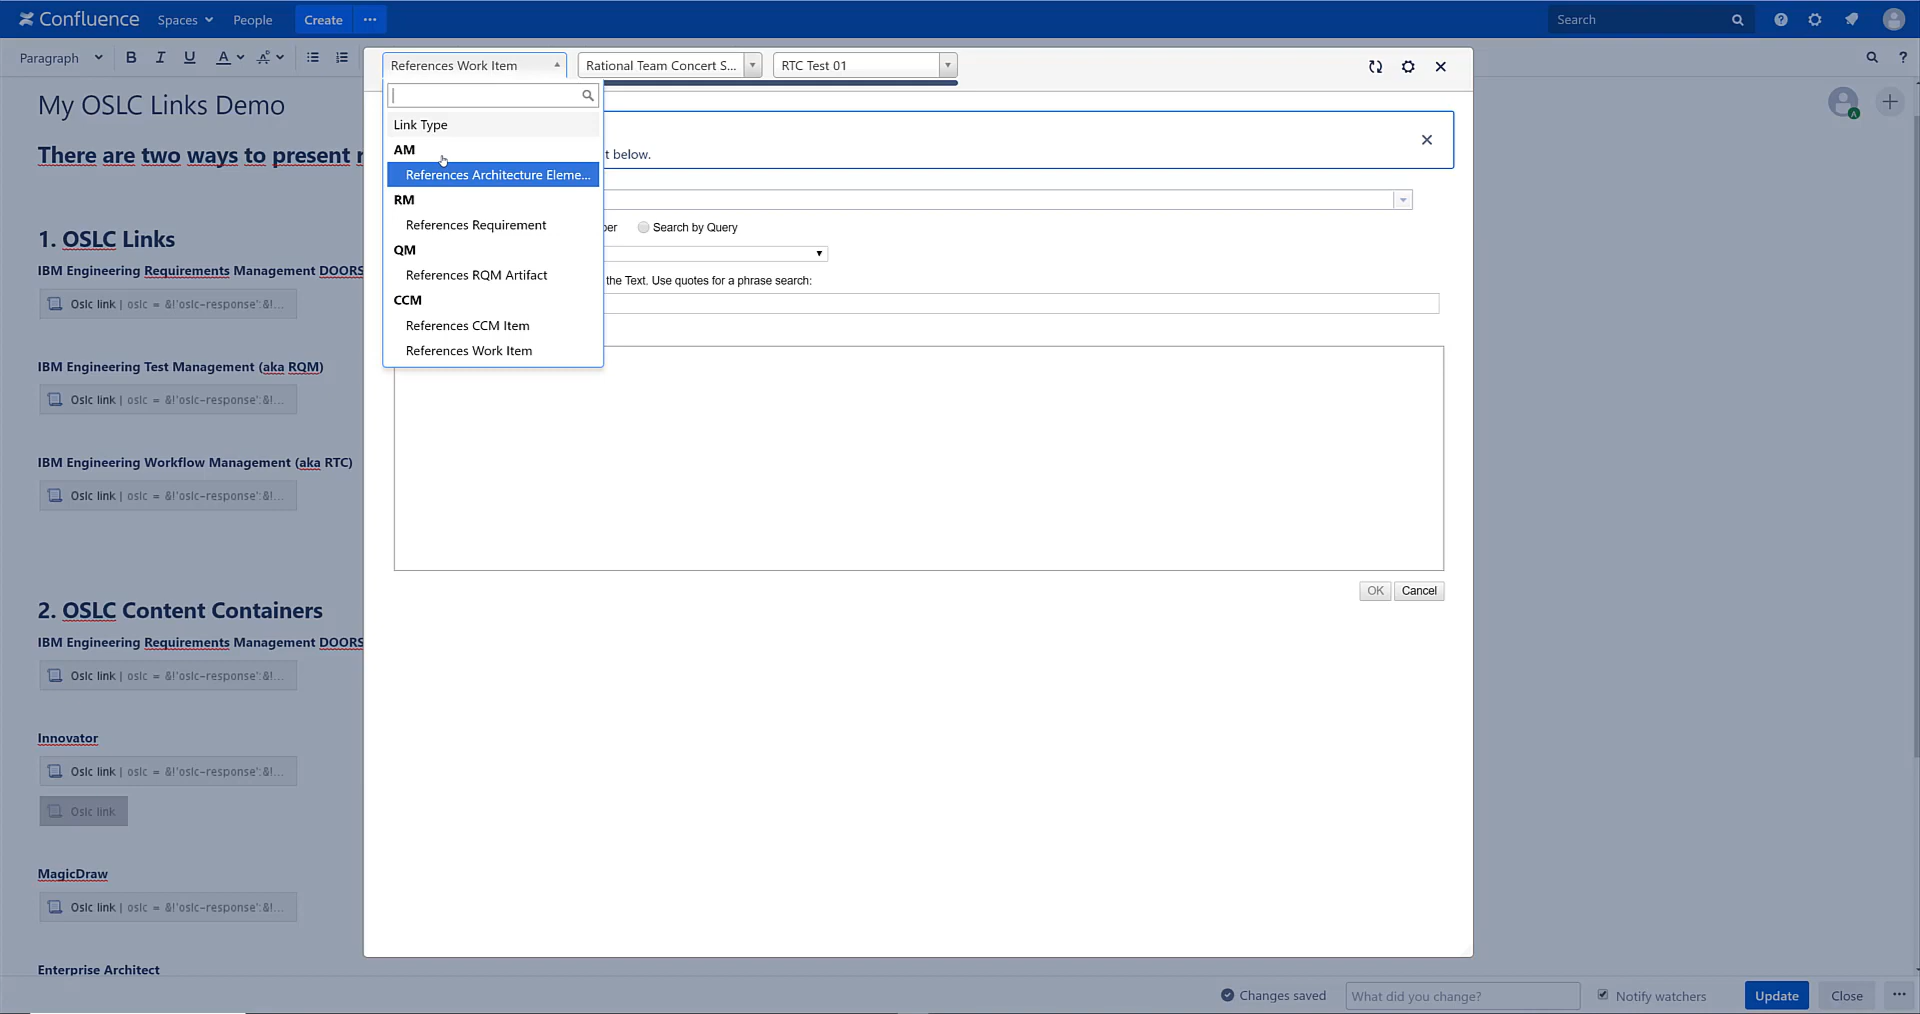 Confluence Spaces People Create ··· Search
Paragraph B I U A
References Work Item Rational Team Concert S... RTC Test 01
My OSLC Links Demo
There are two ways to present
Link Type
AM
References Architecture Eleme...
RM
References Requirement
QM
References RQM Artifact
CCM
References CCM Item
References Work Item
t below.
ber Search by Query
the Text. Use quotes for a phrase search:
OK Cancel
1. OSLC Links
IBM Engineering Requirements Management DOORS
Oslc link | oslc = &!'oslc-response':&!...
IBM Engineering Test Management (aka RQM)
Oslc link | oslc = &!'oslc-response':&!...
IBM Engineering Workflow Management (aka RTC)
Oslc link | oslc = &!'oslc-response':&!...
2. OSLC Content Containers
IBM Engineering Requirements Management DOORS
Oslc link | oslc = &!'oslc-response':&!...
Innovator
Oslc link | oslc = &!'oslc-response':&!...
Oslc link
MagicDraw
Oslc link | oslc = &!'oslc-response':&!...
Enterprise Architect
Changes saved What did you change? Notify watchers Update Close ···